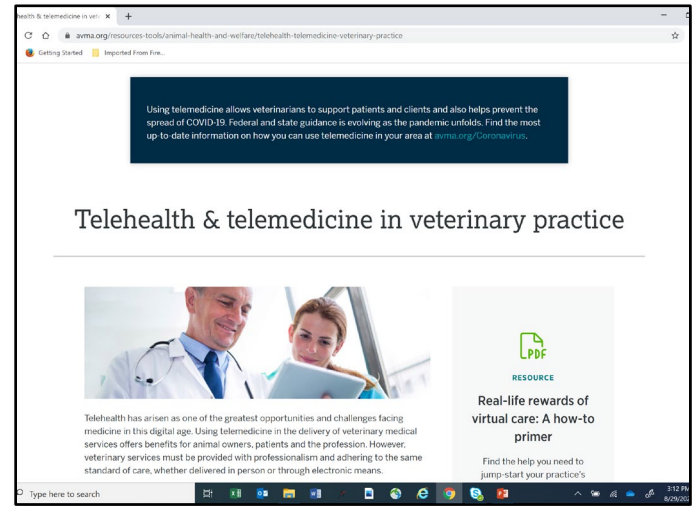 health & telemedicine in vet
avma.org/resources-tools/animal-health-and-welfare/telehealth-telemedicine-veterinary-practice
Getting Started Imported From Fire...
Using telemedicine allows veterinarians to support patients and clients and also helps prevent the
spread of COVID-19. Federal and state guidance is evolving as the pandemic unfolds. Find the most
up-to-date information on how you can use telemedicine in your area at avma.org/Coronavirus.
Telehealth & telemedicine in veterinary practice
Telehealth has arisen as one of the greatest opportunities and challenges facing
medicine in this digital age. Using telemedicine in the delivery of veterinary medical
services offers benefits for animal owners, patients and the profession. However,
veterinary services must be provided with professionalism and adhering to the same
standard of care, whether delivered in person or through electronic means.
PDF
RESOURCE
Real-life rewards of
virtual care: A how-to
primer
Find the help you need to
jump-start your practice's
Type here to search
3:12 PM
8/29/202